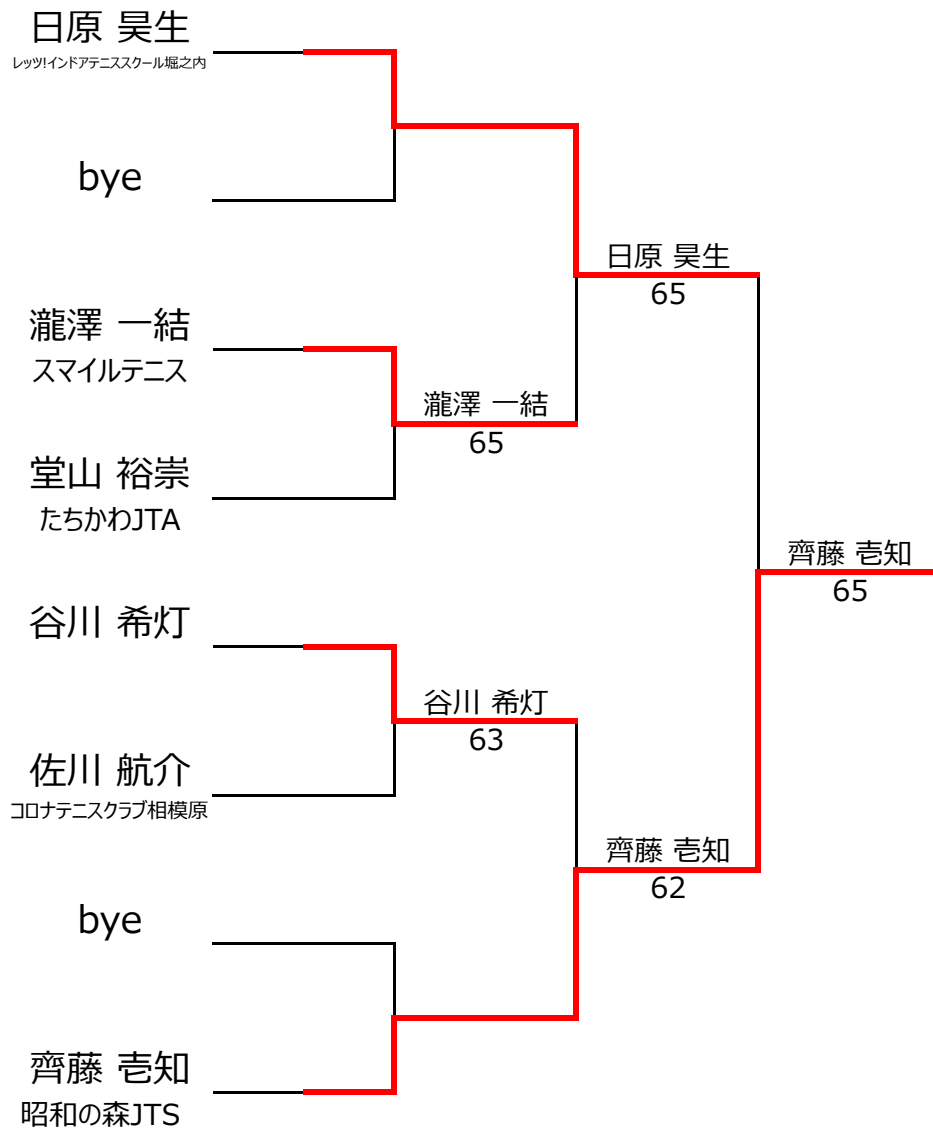 日原 昊生
レッツ!インドアテニススクール堀之内
bye
瀧澤 一結
スマイルテニス
堂山 裕崇
たちかわJTA
谷川 希灯
佐川 航介
コロナテニスクラブ相模原
bye
齊藤 壱知
昭和の森JTS
瀧澤 一結
65
谷川 希灯
63
日原 昊生
65
齊藤 壱知
62
齊藤 壱知
65